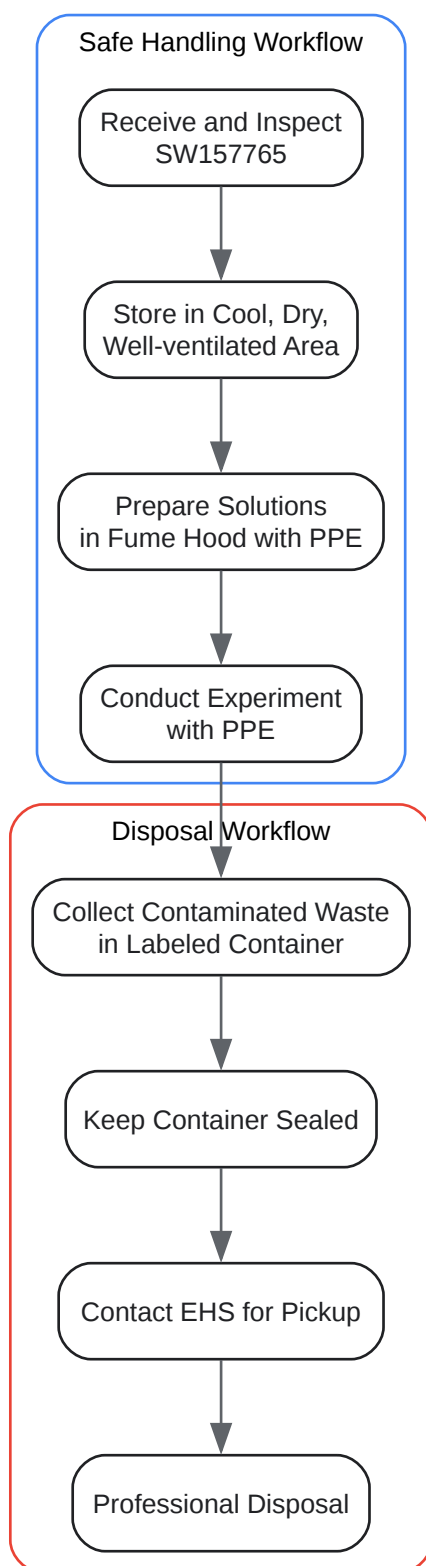 Safe Handling Workflow
Receive and Inspect
SW157765
Store in Cool, Dry,
Well-ventilated Area
Prepare Solutions
in Fume Hood with PPE
Conduct Experiment
with PPE
Disposal Workflow
Collect Contaminated Waste
in Labeled Container
Keep Container Sealed
Contact EHS for Pickup
Professional Disposal